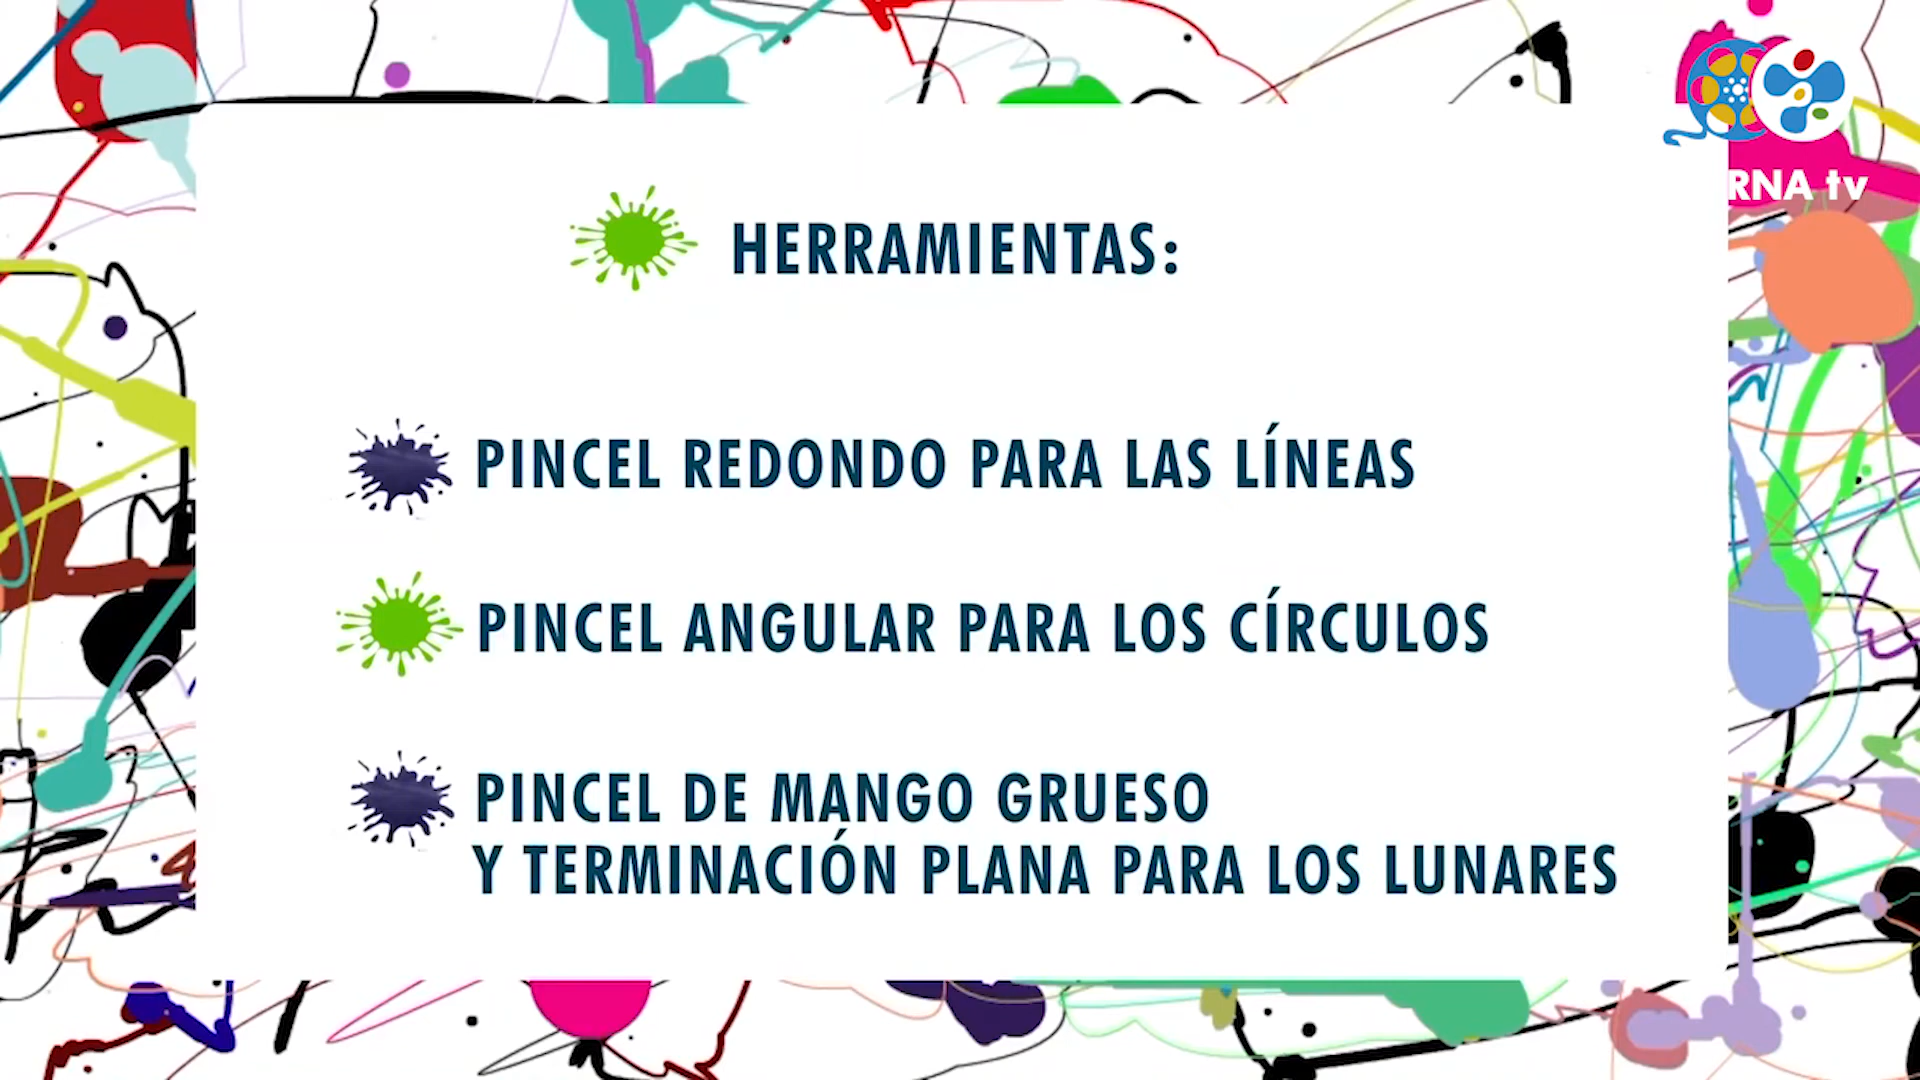 RNA tv
HERRAMIENTAS:
PINCEL REDONDO PARA LAS LÍNEAS
PINCEL ANGULAR PARA LOS CÍRCULOS
PINCEL DE MANGO GRUESO
Y TERMINACIÓN PLANA PARA LOS LUNARES